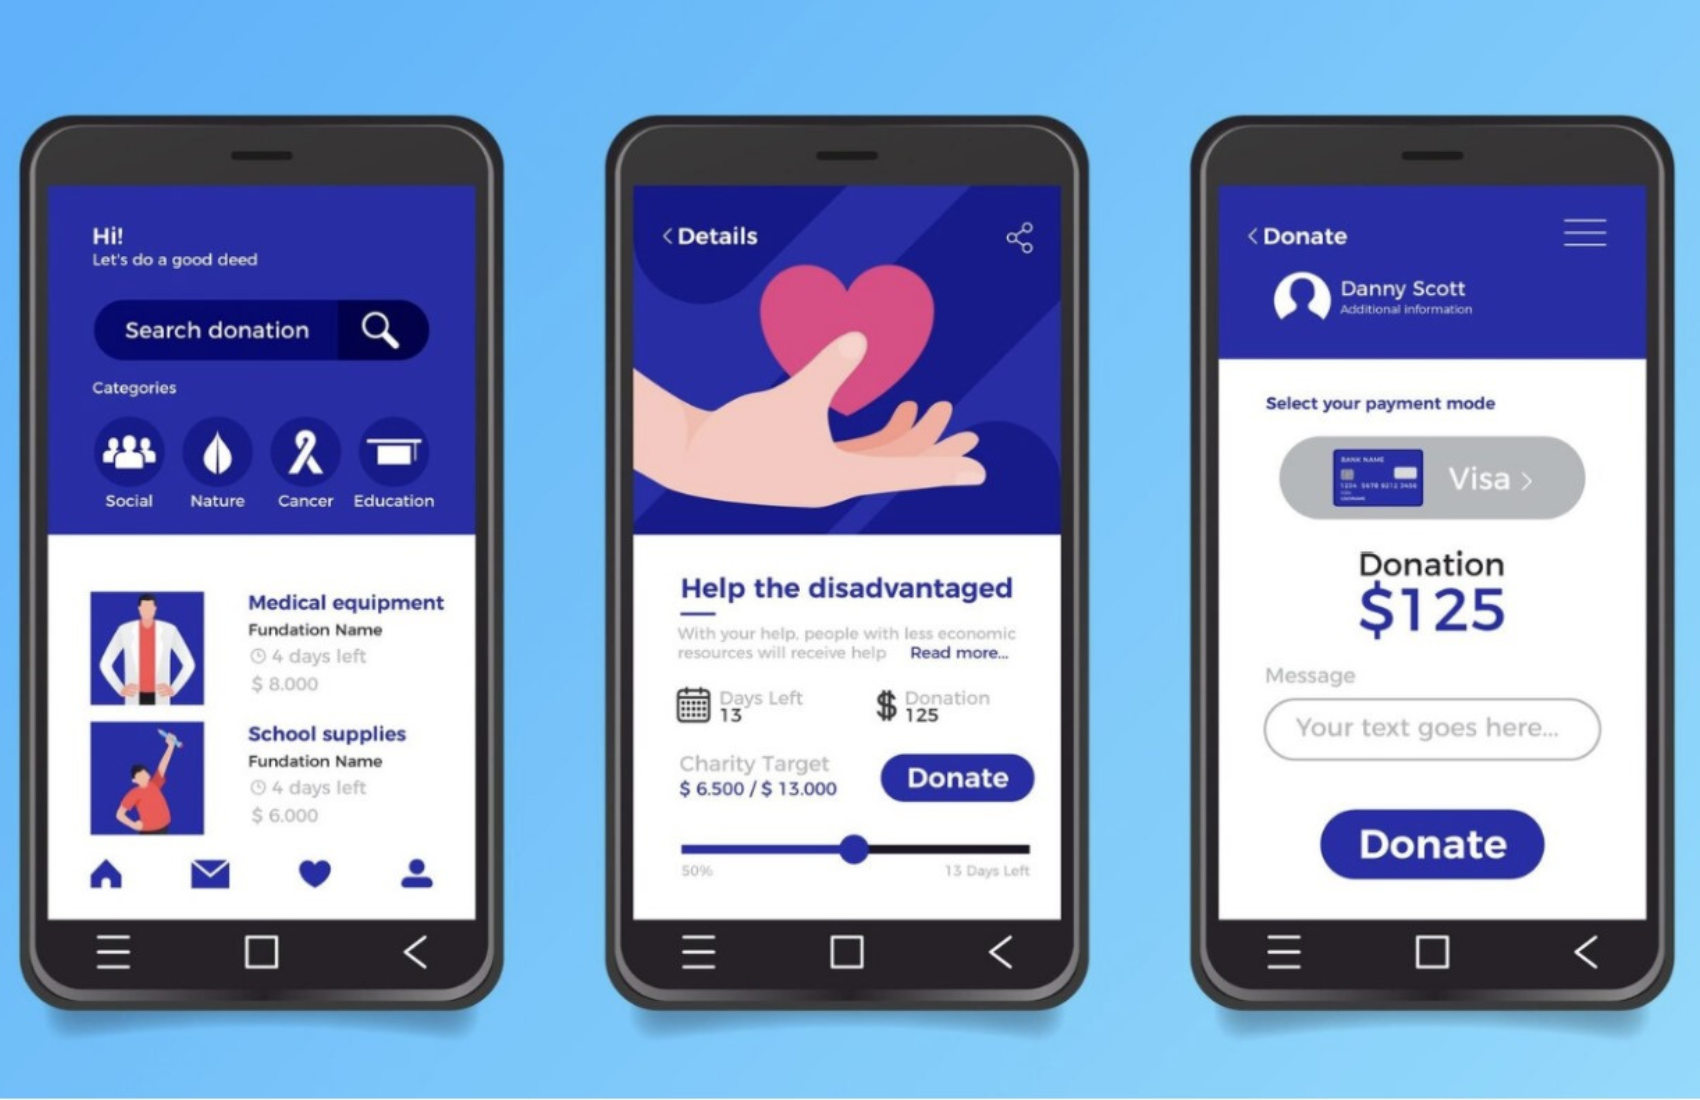 Hi!
Let's do a good deed
Search donation
Categories
Social
Nature
Cancer
Education
Medical equipment
Fundation Name
4 days left
$ 8.000
School supplies
Fundation Name
4 days left
$ 6.000
< Details
Help the disadvantaged
With your help, people with less economic
resources will receive help Read more...
Days Left
13
Donation
125
Charity Target
$ 6.500 / $ 13.000
Donate
50%
13 Days Left
< Donate
Danny Scott
Additional information
Select your payment mode
BANK NAME
1234 5678 9012 3456
Visa >
Donation
$125
Message
Your text goes here...
Donate